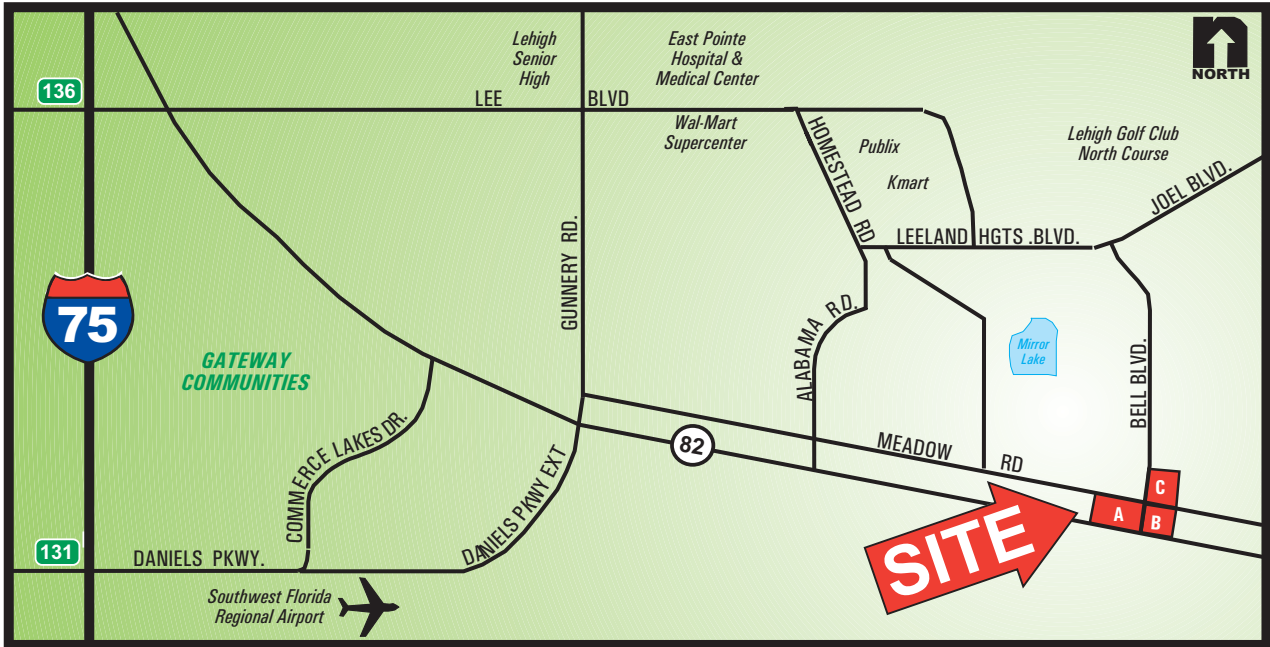 NORTH
Lehigh
Senior
High
East Pointe
Hospital &
Medical Center
136
LEE BLVD
Wal-Mart
Supercenter
HOMESTEAD RD
Publix
Kmart
Lehigh Golf Club
North Course
JOEL BLVD.
LEELAND HGTS .BLVD.
GUNNERY RD.
75
ALABAMA RD.
Mirror
Lake
BELL BLVD.
GATEWAY
COMMUNITIES
COMMERCE LAKES DR.
82
MEADOW RD
DANIELS PKWY EXT
SITE
A
B
C
131
DANIELS PKWY.
Southwest Florida
Regional Airport